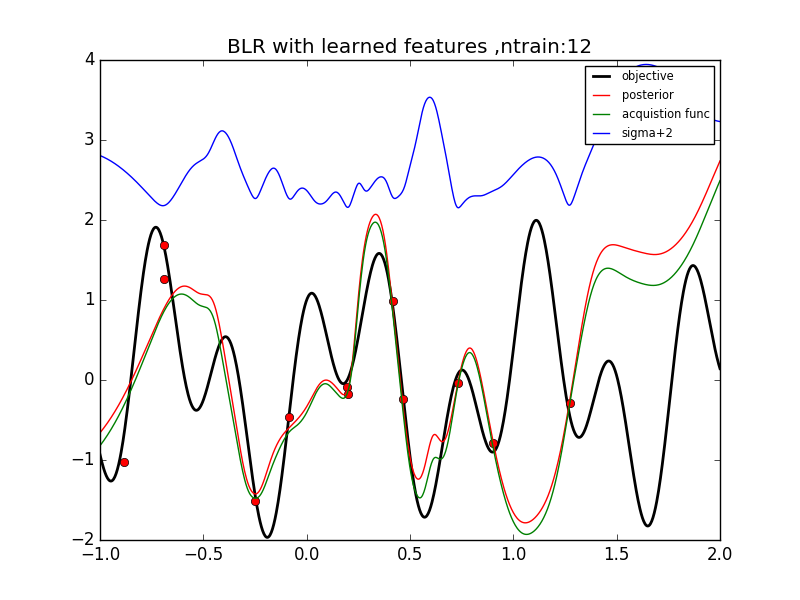 BLR with learned features ,ntrain:12
objective
posterior
acquistion func
sigma+2
4
3
2
1
0
−1
−2
−1.0 −0.5 0.0 0.5 1.0 1.5 2.0